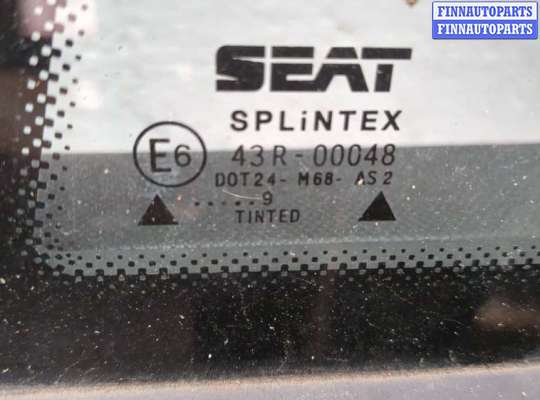 FINNAUTOPARTS
FINNAUTOPARTS
SEAT
SPLiNTEX
E6 43R-00048
DOT24- M68- AS2
......9
TINTED